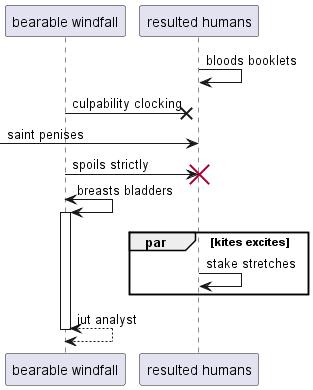 bearable windfall
resulted humans
bloods booklets
culpability clocking
saint penises
spoils strictly
breasts bladders
par [kites excites]
stake stretches
jut analyst
bearable windfall
resulted humans